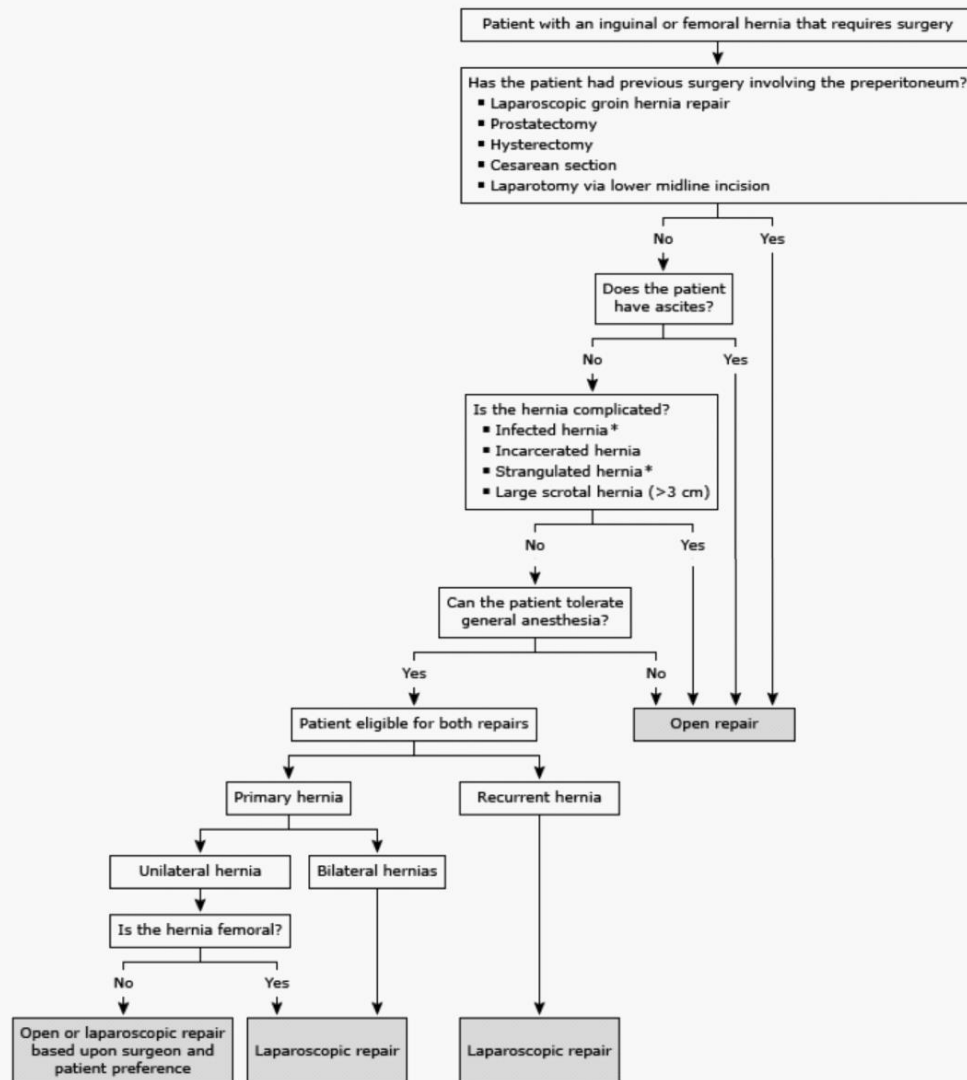 Patient with an inguinal or femoral hernia that requires surgery
Has the patient had previous surgery involving the preperitoneum?
▪ Laparoscopic groin hernia repair
▪ Prostatectomy
▪ Hysterectomy
▪ Cesarean section
▪ Laparotomy via lower midline incision
No
Yes
Does the patient
have ascites?
No
Yes
Is the hernia complicated?
▪ Infected hernia*
▪ Incarcerated hernia
▪ Strangulated hernia*
▪ Large scrotal hernia (>3 cm)
No
Yes
Can the patient tolerate
general anesthesia?
Yes
No
Patient eligible for both repairs
Open repair
Primary hernia
Recurrent hernia
Unilateral hernia
Bilateral hernias
Is the hernia femoral?
No
Yes
Open or laparoscopic repair
based upon surgeon and
patient preference
Laparoscopic repair
Laparoscopic repair